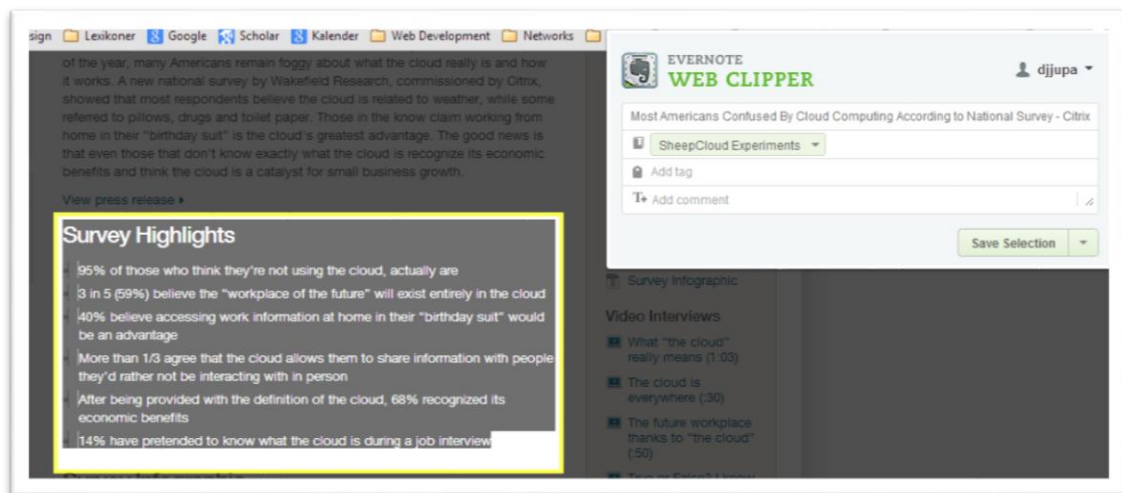 sign Lexikoner Google Scholar Kalender Web Development Networks
of the year, many Americans remain foggy about what the cloud really is and how
it works. A new national survey by Wakefield Research, commissioned by Citrix,
showed that most respondents believe the cloud is related to weather, while some
referred to pillows, drugs and toilet paper. Those in the know claim working from
home in their "birthday suit" is the cloud's greatest advantage. The good news is
that even those that don't know exactly what the cloud is recognize its economic
benefits and think the cloud is a catalyst for small business growth.
View press release
Survey Highlights
95% of those who think they're not using the cloud, actually are
3 in 5 (59%) believe the "workplace of the future" will exist entirely in the cloud
40% believe accessing work information at home in their "birthday suit" would
be an advantage
More than 1/3 agree that the cloud allows them to share information with people
they'd rather not be interacting with in person
After being provided with the definition of the cloud, 68% recognized its
economic benefits
14% have pretended to know what the cloud is during a job interview
EVERNOTE
WEB CLIPPER
djjupa
Most Americans Confused By Cloud Computing According to National Survey - Citrix
SheepCloud Experiments
Add tag
Add comment
Save Selection
Survey Infographic
Video Interviews
What "the cloud"
really means (1:03)
The cloud is
everywhere (:30)
The future workplace
thanks to "the cloud"
(:50)